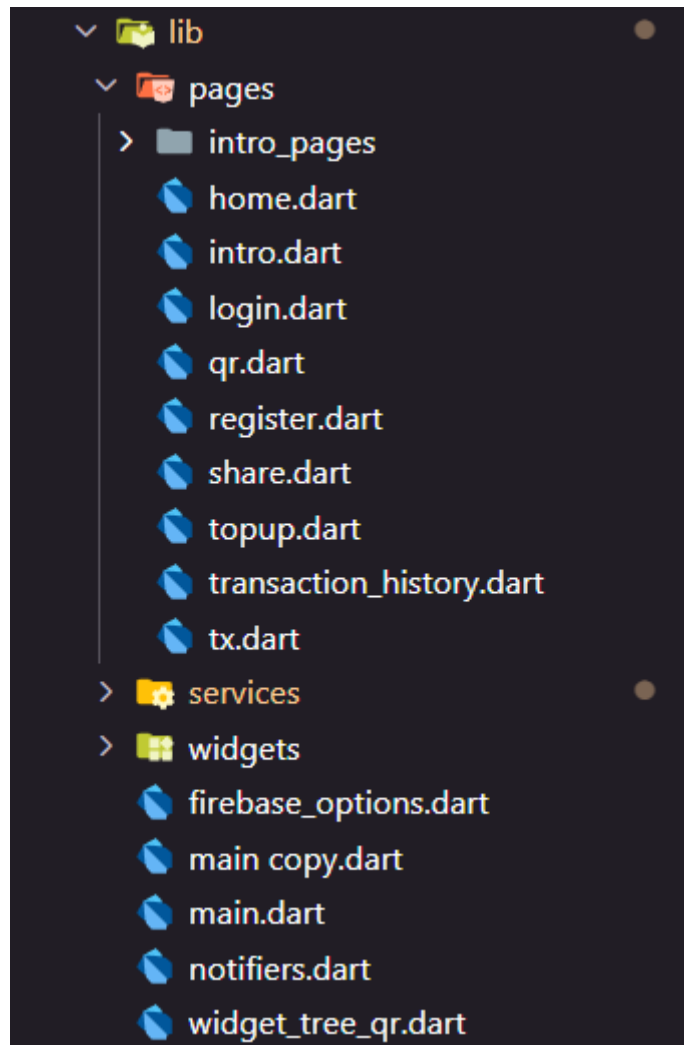 lib
pages
intro_pages
home.dart
intro.dart
login.dart
qr.dart
register.dart
share.dart
topup.dart
transaction_history.dart
tx.dart
services
widgets
firebase_options.dart
main copy.dart
main.dart
notifiers.dart
widget_tree_qr.dart